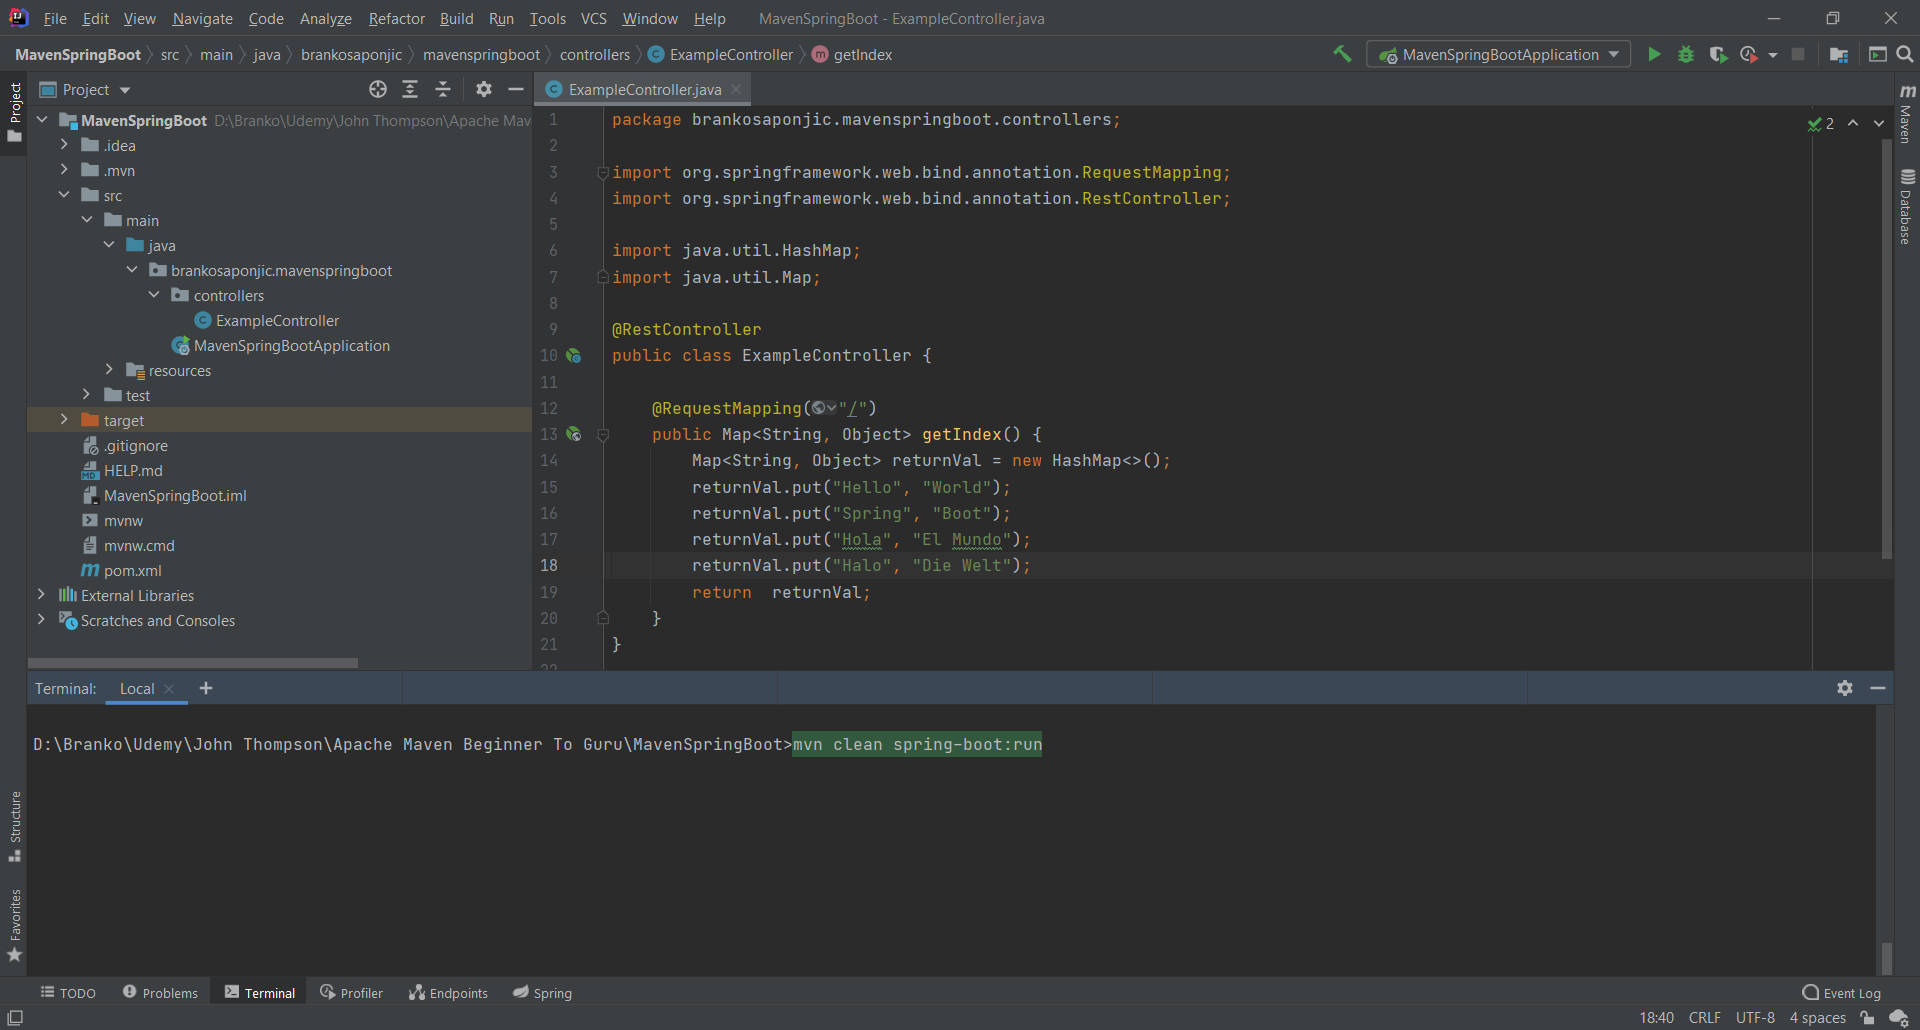 File Edit View Navigate Code Analyze Refactor Build Run Tools VCS Window Help MavenSpringBoot - ExampleController.java
MavenSpringBoot src main java brankosaponjic mavenspringboot controllers ExampleController getIndex MavenSpringBootApplication
Project
Project
MavenSpringBoot D:\Branko\Udemy\John Thompson\Apache Mav
.idea
.mvn
src
main
java
brankosaponjic.mavenspringboot
controllers
ExampleController
MavenSpringBootApplication
resources
test
target
.gitignore
HELP.md
MavenSpringBoot.iml
mvnw
mvnw.cmd
pom.xml
External Libraries
Scratches and Consoles
ExampleController.java
1 package brankosaponjic.mavenspringboot.controllers;
2
3 import org.springframework.web.bind.annotation.RequestMapping;
4 import org.springframework.web.bind.annotation.RestController;
5
6 import java.util.HashMap;
7 import java.util.Map;
8
9 @RestController
10 public class ExampleController {
11
12 @RequestMapping("/")
13 public Map<String, Object> getIndex() {
14 Map<String, Object> returnVal = new HashMap<>();
15 returnVal.put("Hello", "World");
16 returnVal.put("Spring", "Boot");
17 returnVal.put("Hola", "El Mundo");
18 returnVal.put("Halo", "Die Welt");
19 return  returnVal;
20 }
21 }
22
2
Maven
Database
Terminal: Local
D:\Branko\Udemy\John Thompson\Apache Maven Beginner To Guru\MavenSpringBoot>mvn clean spring-boot:run
Structure
Favorites
TODO Problems Terminal Profiler Endpoints Spring Event Log
18:40 CRLF UTF-8 4 spaces